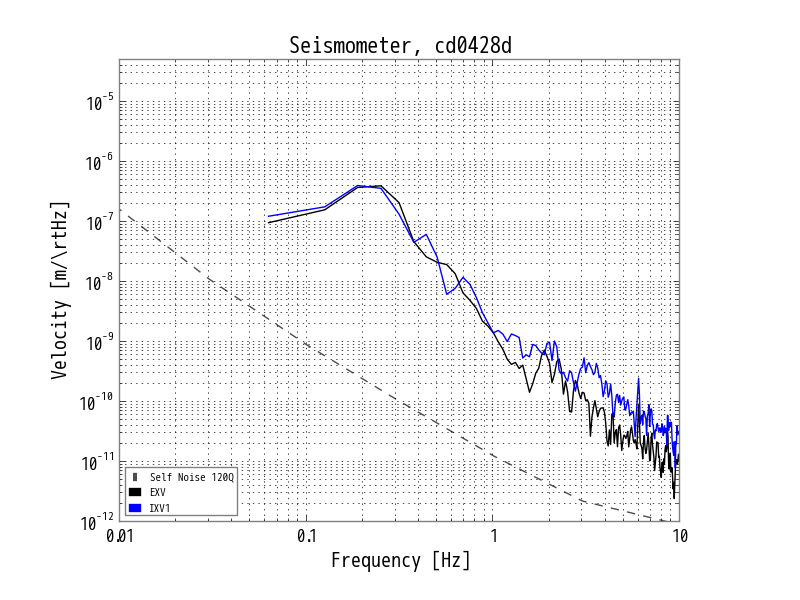 Seismometer, cd0428d
Velocity [m/\rtHz]
10^-5
10^-6
10^-7
10^-8
10^-9
10^-10
10^-11
10^-12
Self Noise 120Q
EXV
IXV1
0.01
0.1
1
10
Frequency [Hz]